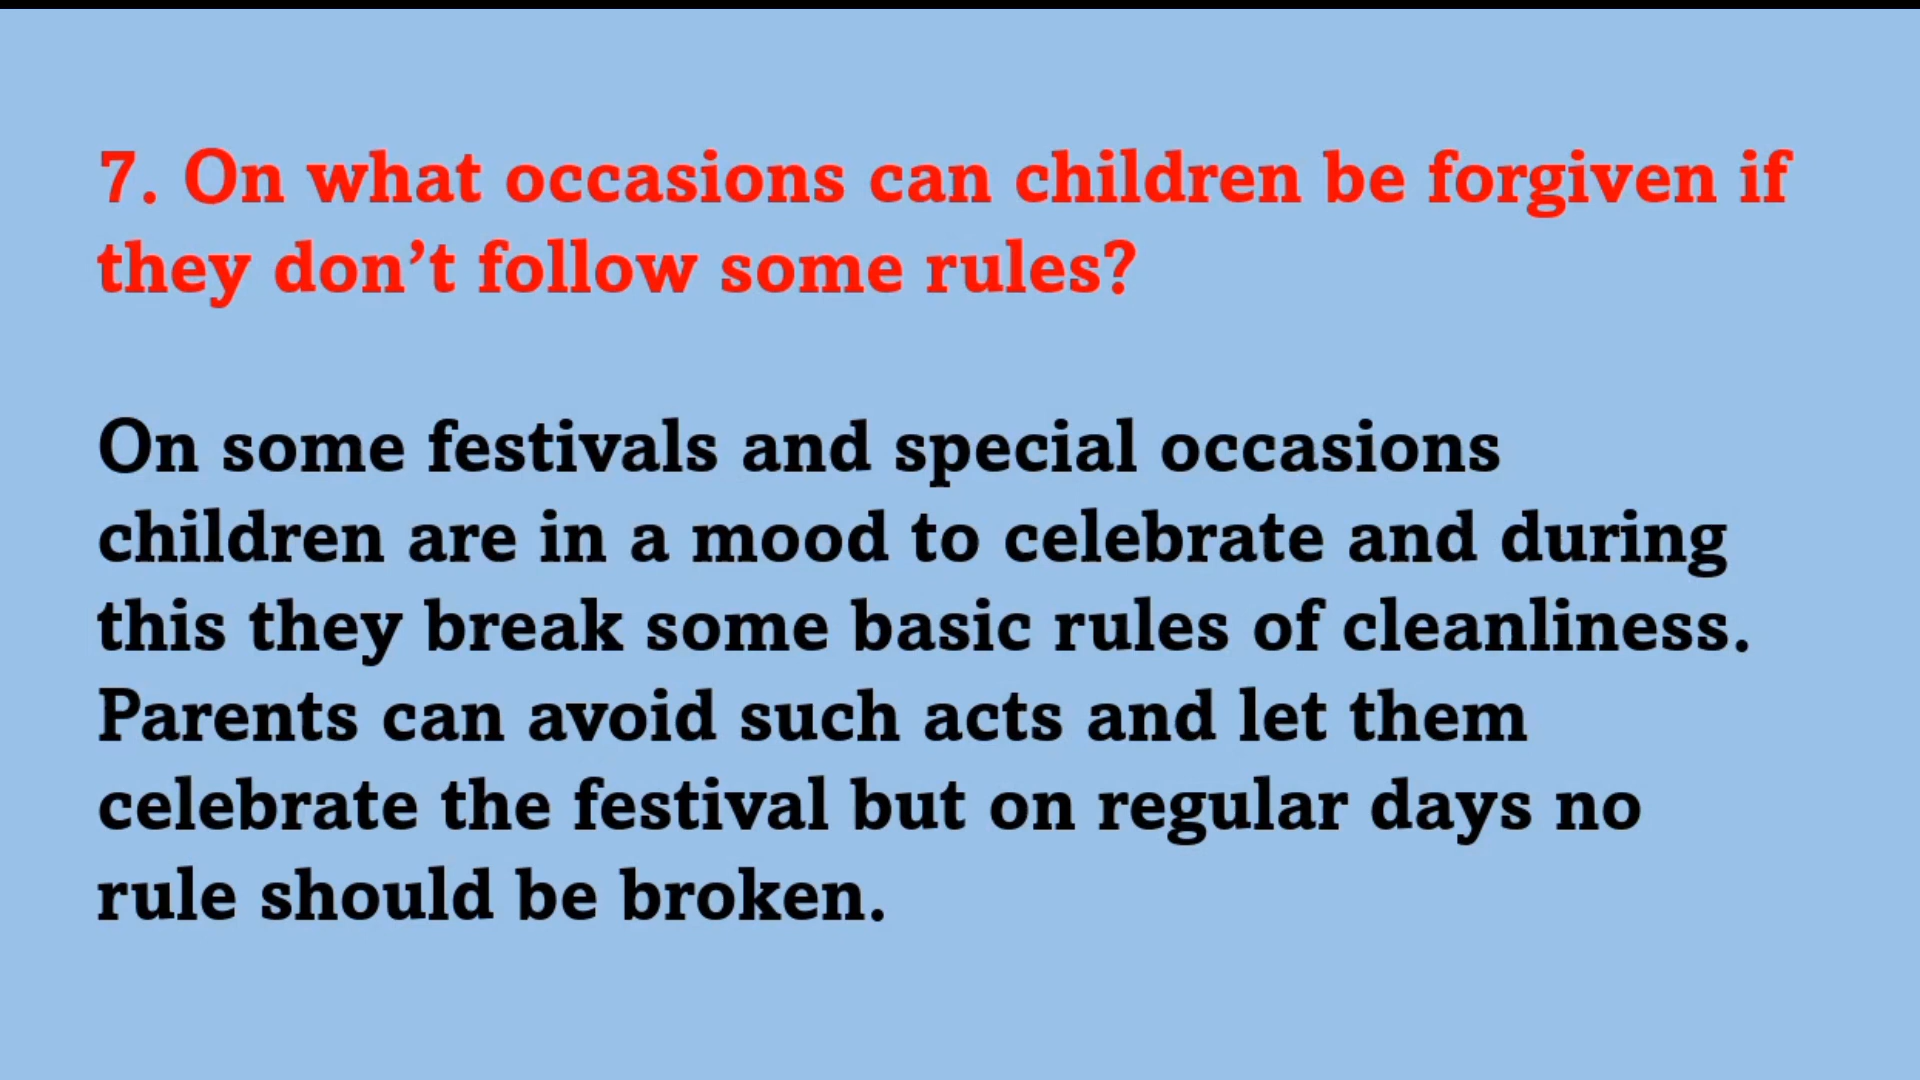 7. On what occasions can children be forgiven if
they don’t follow some rules?
On some festivals and special occasions
children are in a mood to celebrate and during
this they break some basic rules of cleanliness.
Parents can avoid such acts and let them
celebrate the festival but on regular days no
rule should be broken.